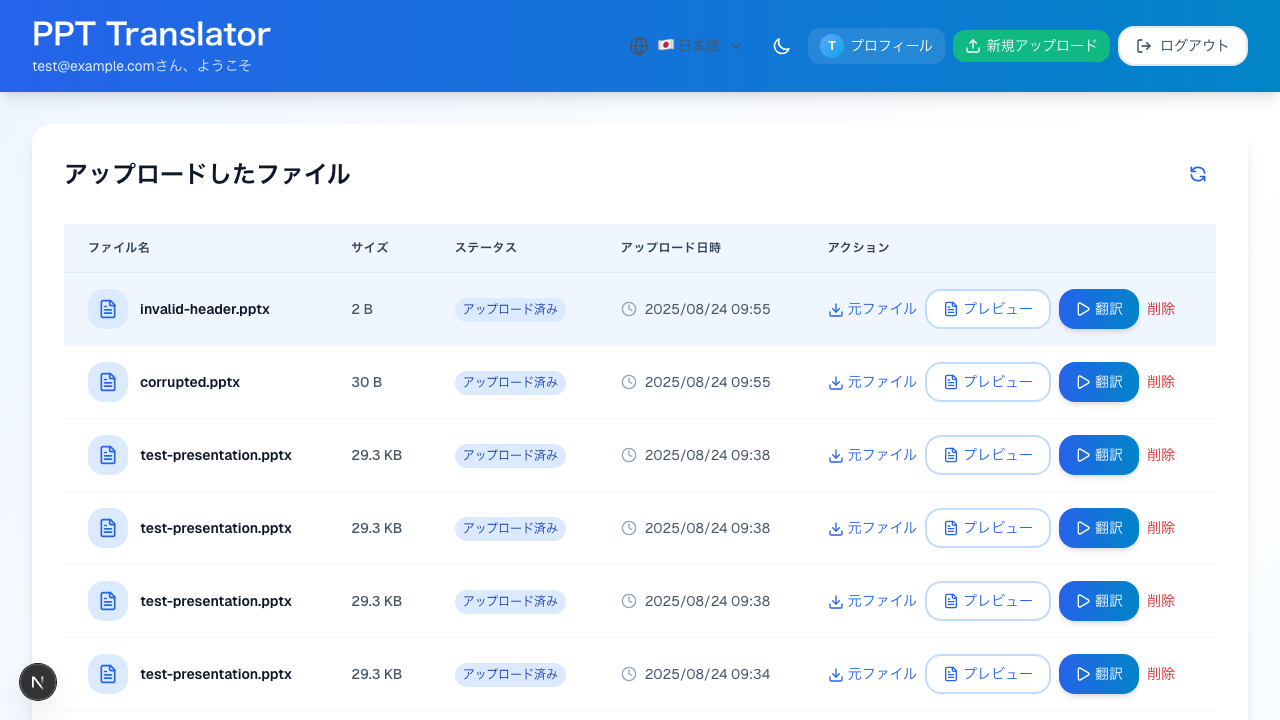 PPT Translator
test@example.comさん、ようこそ
🇯🇵 日本語
T プロフィール
新規アップロード
ログアウト
アップロードしたファイル
ファイル名 サイズ ステータス アップロード日時 アクション
invalid-header.pptx 2 B アップロード済み 2025/08/24 09:55 元ファイル プレビュー 翻訳 削除
corrupted.pptx 30 B アップロード済み 2025/08/24 09:55 元ファイル プレビュー 翻訳 削除
test-presentation.pptx 29.3 KB アップロード済み 2025/08/24 09:38 元ファイル プレビュー 翻訳 削除
test-presentation.pptx 29.3 KB アップロード済み 2025/08/24 09:38 元ファイル プレビュー 翻訳 削除
test-presentation.pptx 29.3 KB アップロード済み 2025/08/24 09:38 元ファイル プレビュー 翻訳 削除
test-presentation.pptx 29.3 KB アップロード済み 2025/08/24 09:34 元ファイル プレビュー 翻訳 削除
N